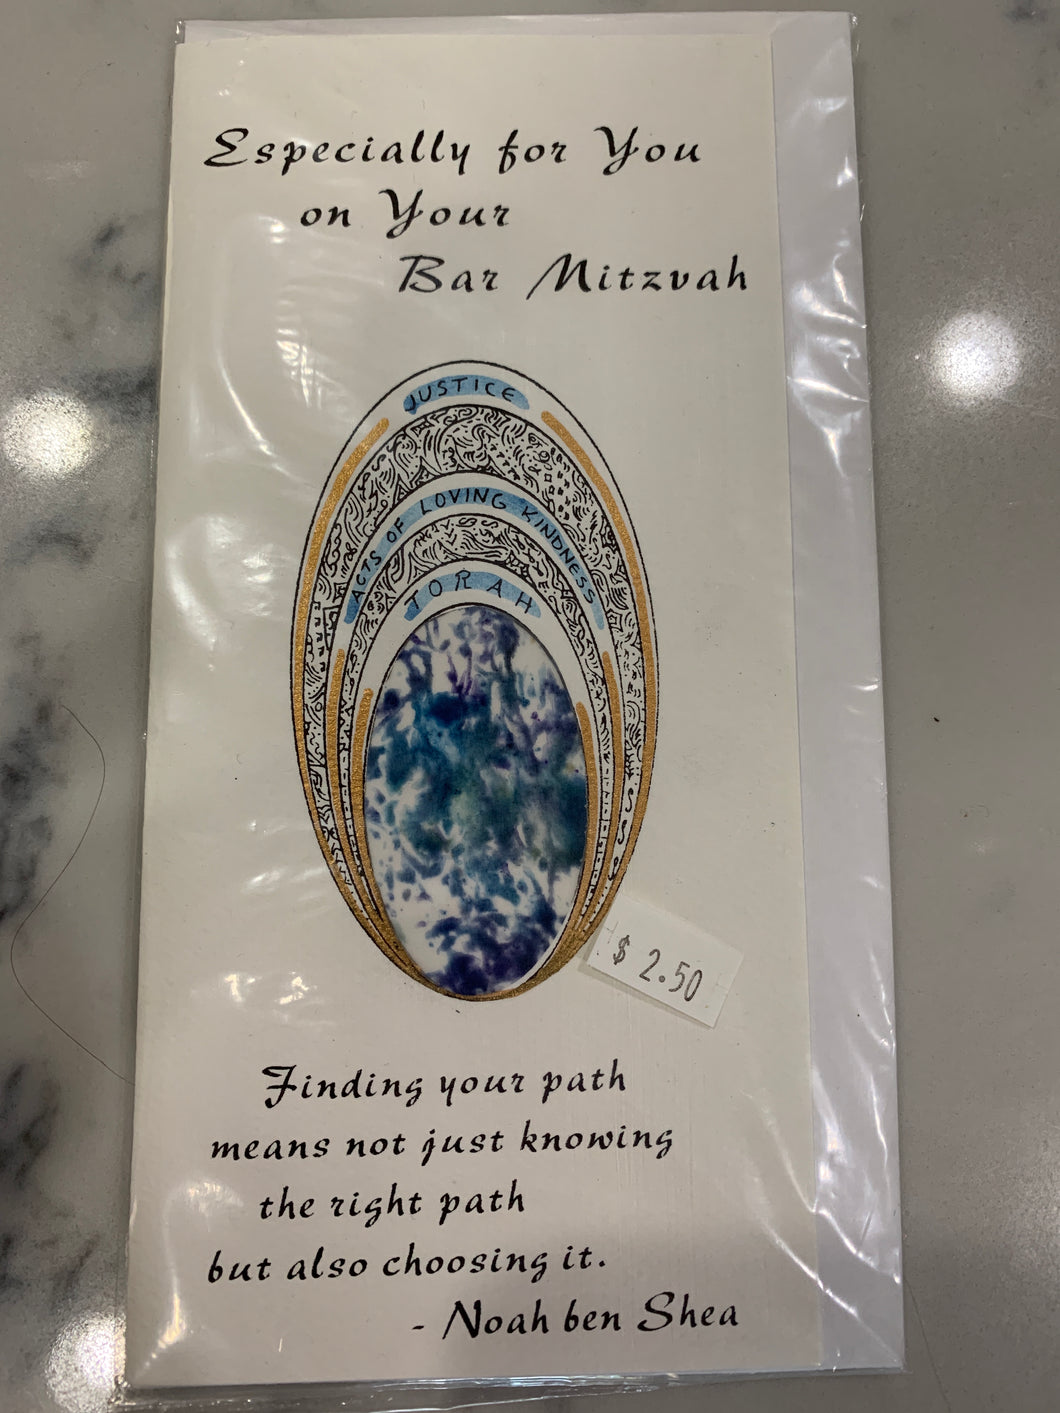 Especially for You
on Your
Bar Mitzvah
JUSTICE
ACTS OF LOVING KINDNESS
TORAH
$ 2.50
Finding your path
means not just knowing
the right path
but also choosing it.
- Noah ben Shea